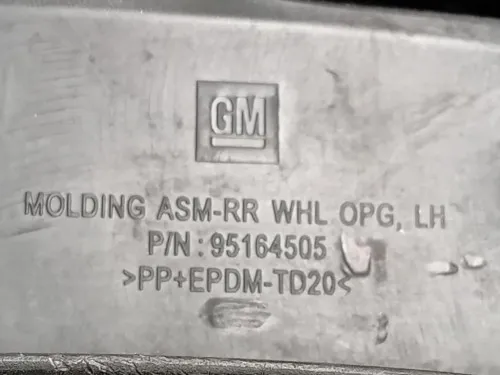 GM
MOLDING ASM-RR WHL OPG, LH
P/N : 95164505
>PP+EPDM-TD20<